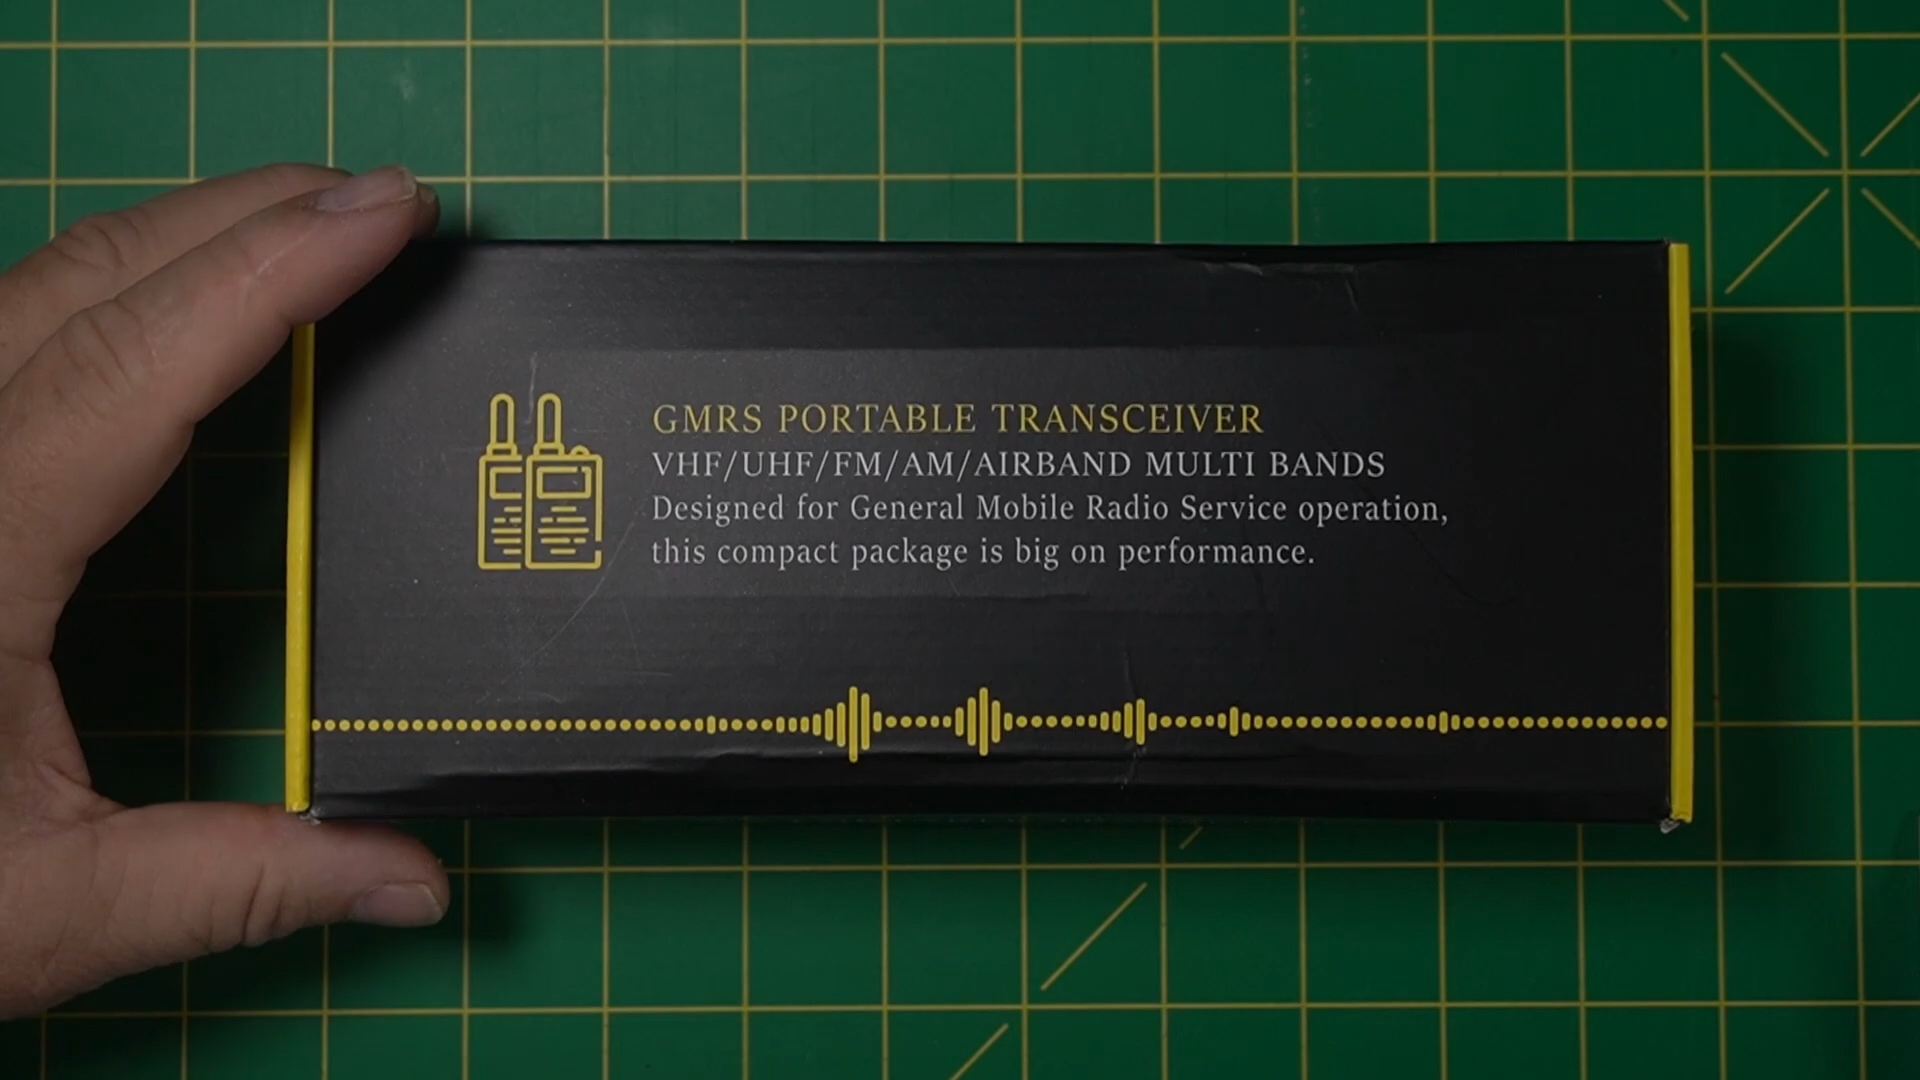 GMRS PORTABLE TRANSCEIVER
VHF/UHF/FM/AM/AIRBAND MULTI BANDS
Designed for General Mobile Radio Service operation,
this compact package is big on performance.